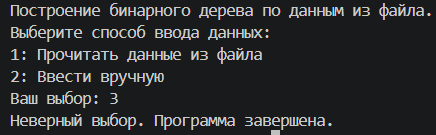 Построение бинарного дерева по данным из файла.
Выберите способ ввода данных:
1: Прочитать данные из файла
2: Ввести вручную
Ваш выбор: 3
Неверный выбор. Программа завершена.